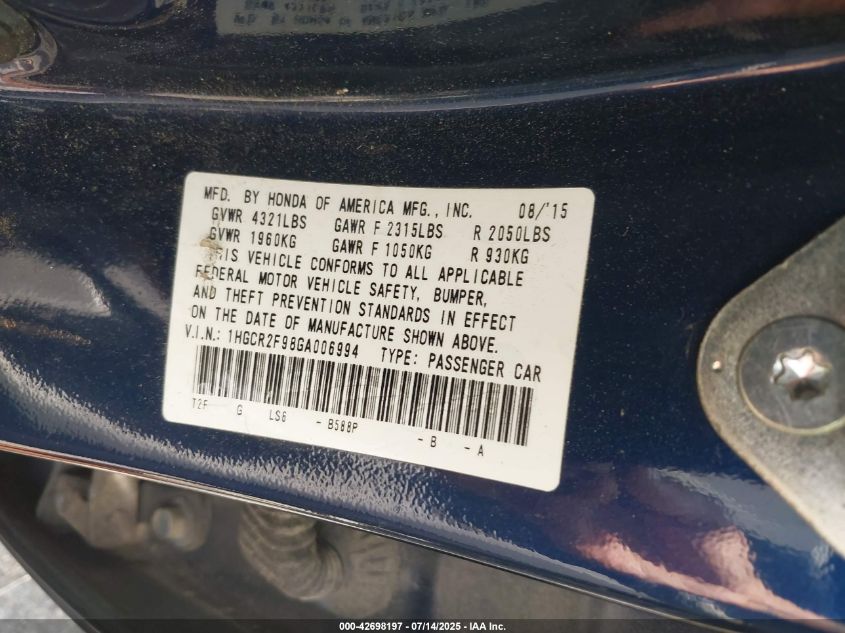 MFD. BY HONDA OF AMERICA MFG., INC. 08/'15
GVWR 4321LBS GAWR F 2315LBS R 2050LBS
GVWR 1960KG GAWR F 1050KG R 930KG
THIS VEHICLE CONFORMS TO ALL APPLICABLE
FEDERAL MOTOR VEHICLE SAFETY, BUMPER,
AND THEFT PREVENTION STANDARDS IN EFFECT
ON THE DATE OF MANUFACTURE SHOWN ABOVE.
V.I.N.: 1HGCR2F98GA006994 TYPE: PASSENGER CAR
T2F G LS6 -B588P -B -A
000-42698197 - 07/14/2025 - IAA Inc.